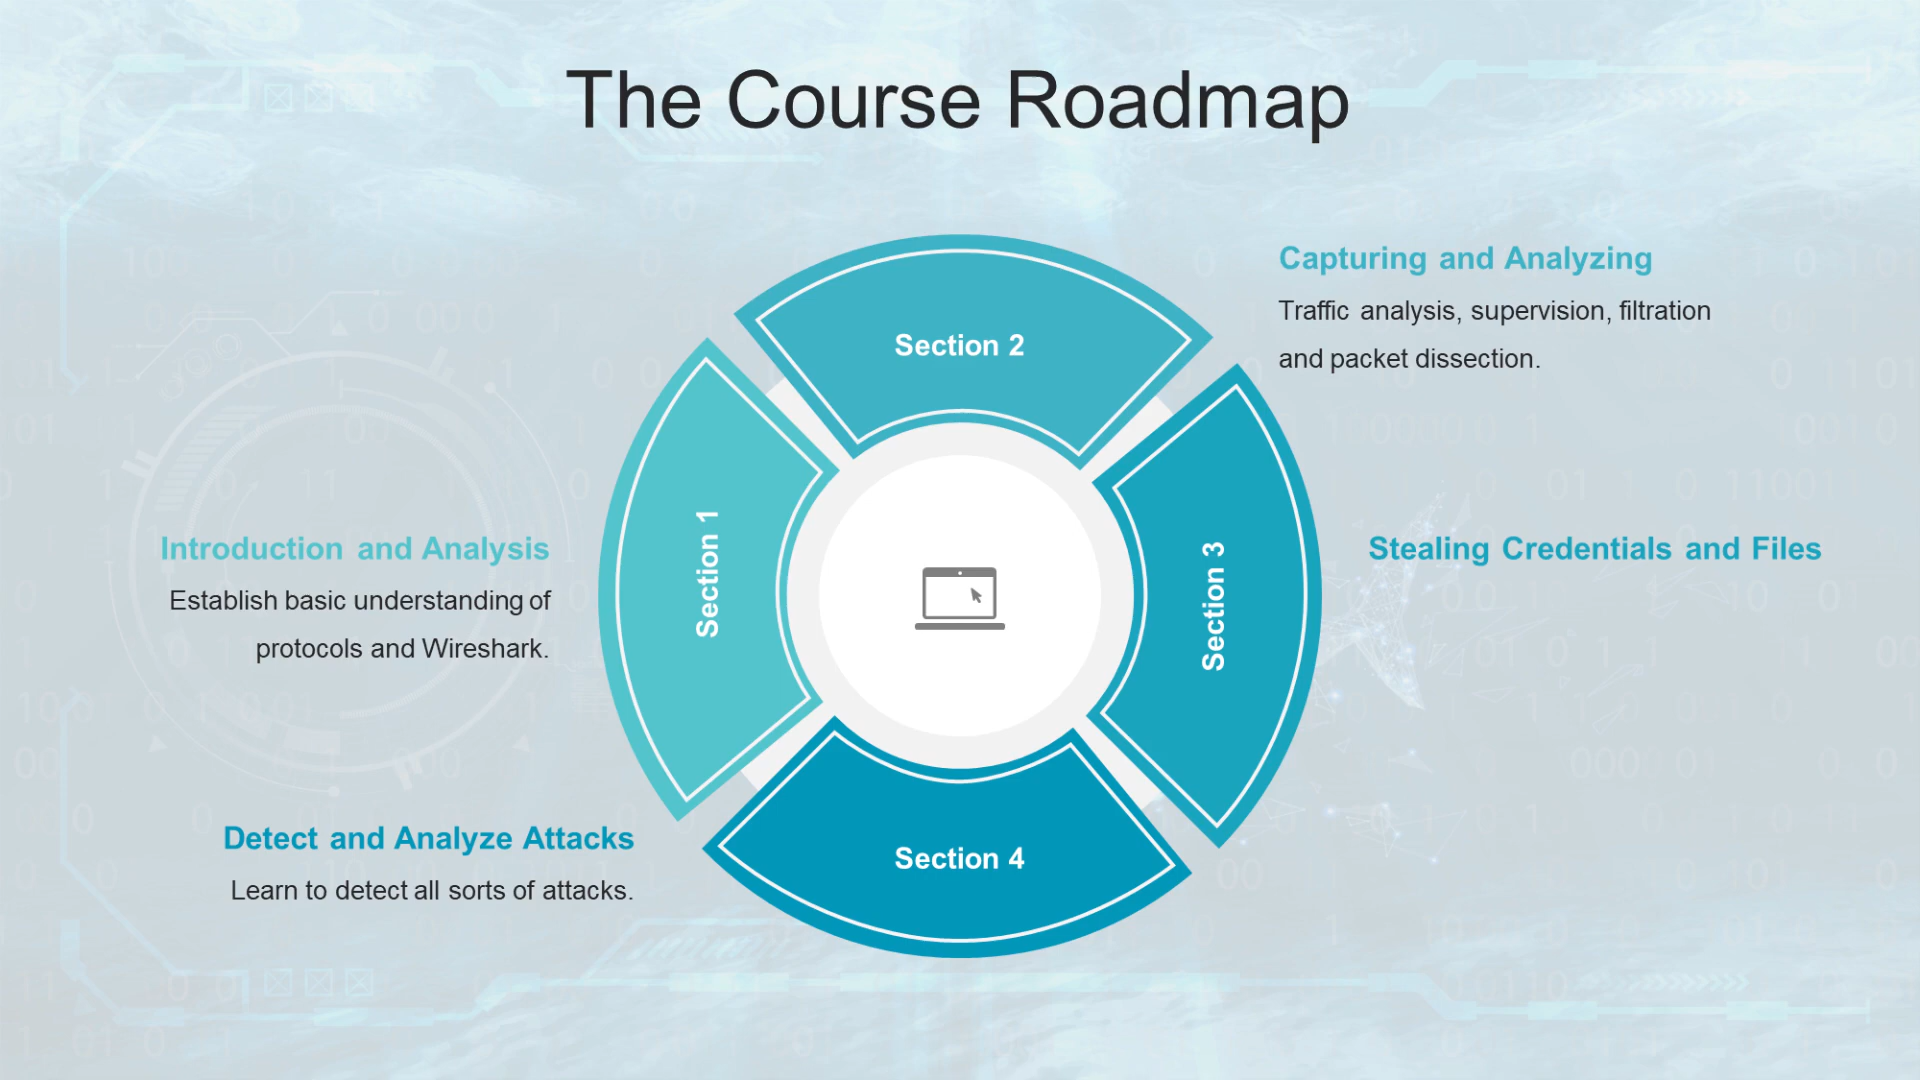 The Course Roadmap
Section 1
Introduction and Analysis
Establish basic understanding of
protocols and Wireshark.
Section 2
Capturing and Analyzing
Traffic analysis, supervision, filtration
and packet dissection.
Section 3
Stealing Credentials and Files
Section 4
Detect and Analyze Attacks
Learn to detect all sorts of attacks.